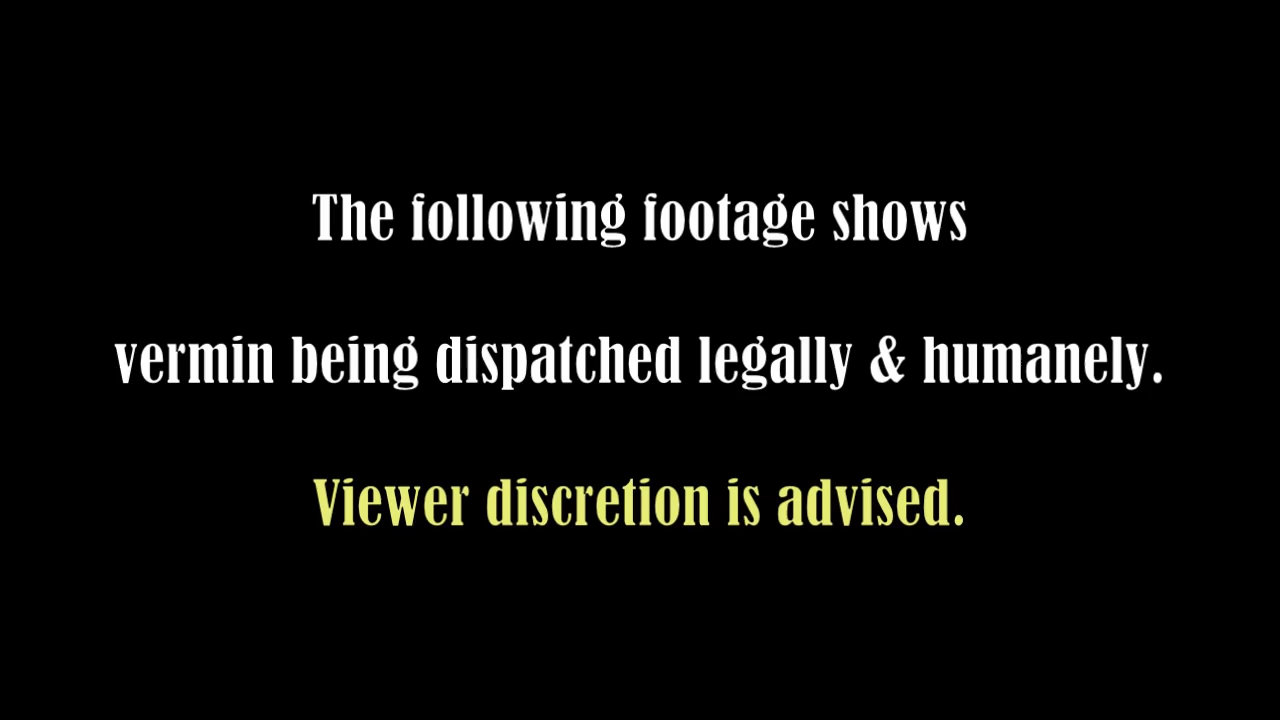 The following footage shows
vermin being dispatched legally & humanely.
Viewer discretion is advised.